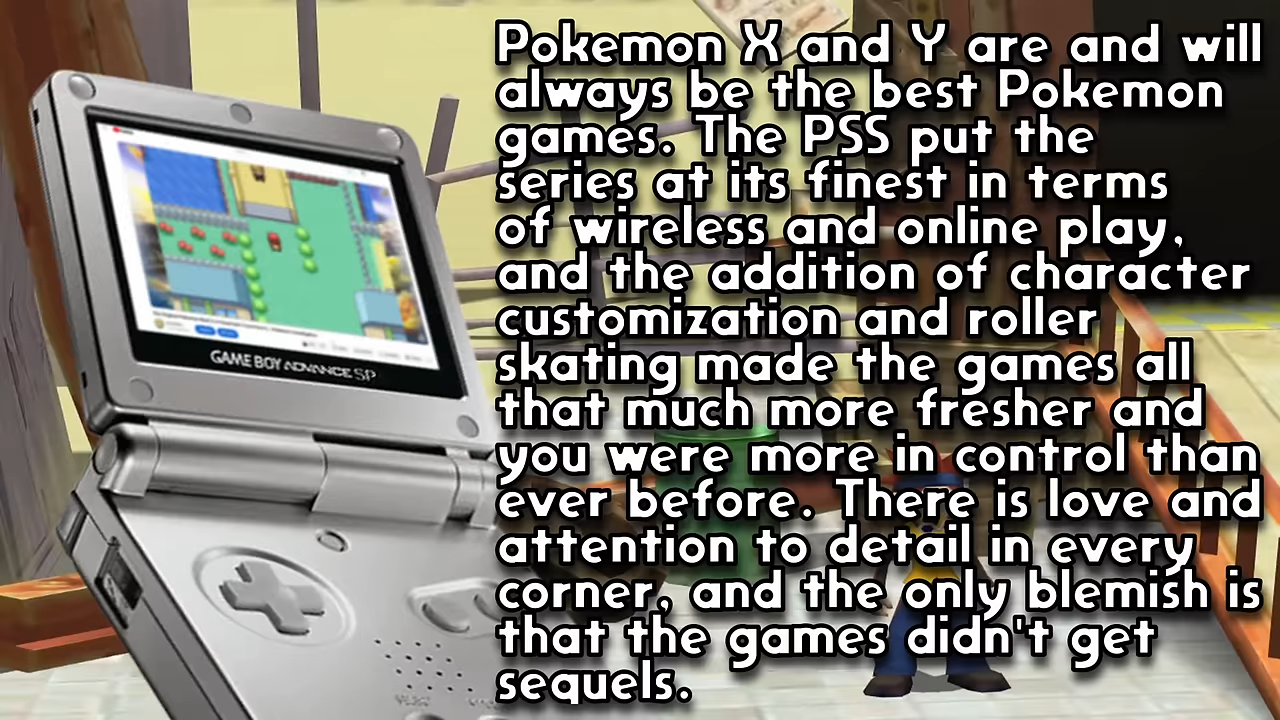 Pokemon X and Y are and will
always be the best Pokemon
games. The PSS put the
series at its finest in terms
of wireless and online play,
and the addition of character
customization and roller
skating made the games all
that much more fresher and
you were more in control than
ever before. There is love and
attention to detail in every
corner, and the only blemish is
that the games didn't get
sequels.
GAME BOY ADVANCE SP